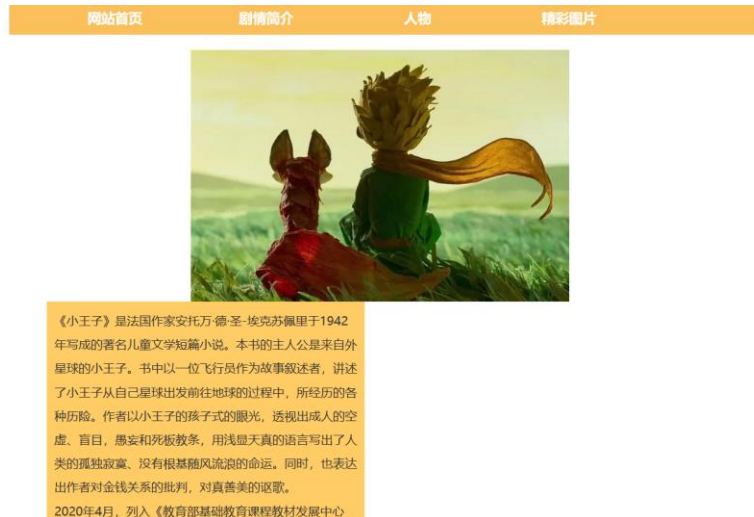 网站首页 剧情简介 人物 精彩图片
《小王子》是法国作家安托万·德·圣-埃克苏佩里于1942
年写成的著名儿童文学短篇小说。本书的主人公是来自外
星球的小王子。书中以一位飞行员作为故事叙述者，讲述
了小王子从自己星球出发前往地球的过程中，所经历的各
种历险。作者以小王子的孩子式的眼光，透视出成人的空
虚、盲目，愚妄和死板教条，用浅显天真的语言写出了人
类的孤独寂寞、没有根基随风流浪的命运。同时，也表达
出作者对金钱关系的批判，对真善美的讴歌。
2020年4月，列入《教育部基础教育课程教材发展中心